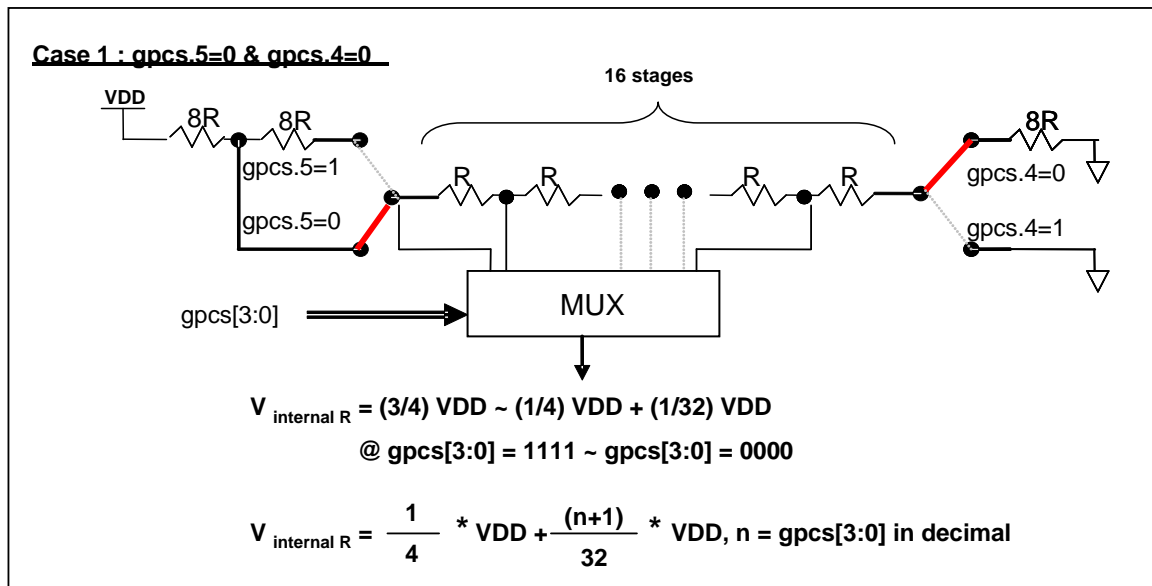 Case 1 : gpcs.5=0 & gpcs.4=0
16 stages
VDD
8R
8R
8R
gpcs.5=1
gpcs.4=0
R
R
R
R
gpcs.5=0
gpcs.4=1
MUX
gpcs[3:0]
V internal R = (3/4) VDD ~ (1/4) VDD + (1/32) VDD
@ gpcs[3:0] = 1111 ~ gpcs[3:0] = 0000
V internal R = 1/4 * VDD + (n+1)/32 * VDD, n = gpcs[3:0] in decimal